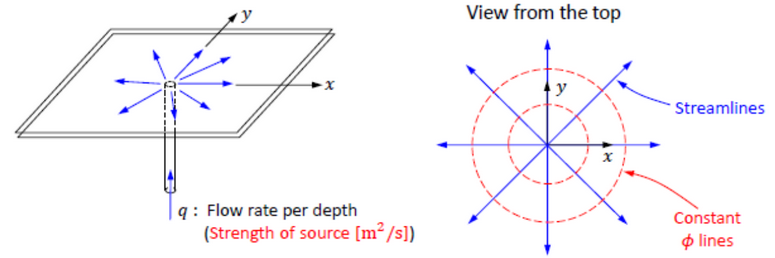 View from the top
y
x
q : Flow rate per depth
(Strength of source [m²/s])
y
x
Streamlines
Constant
ϕ lines